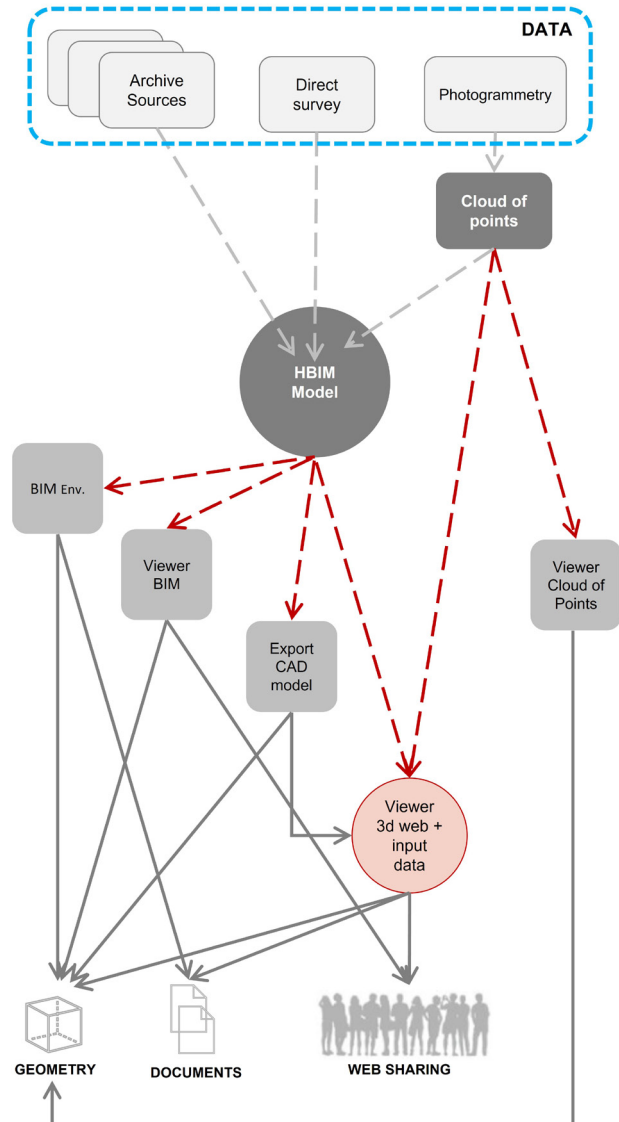 DATA
Archive
Sources
Direct
survey
Photogrammetry
Cloud of
points
HBIM
Model
BIM Env.
Viewer
BIM
Viewer
Cloud of
Points
Export
CAD
model
Viewer
3d web +
input
data
GEOMETRY
DOCUMENTS
WEB SHARING